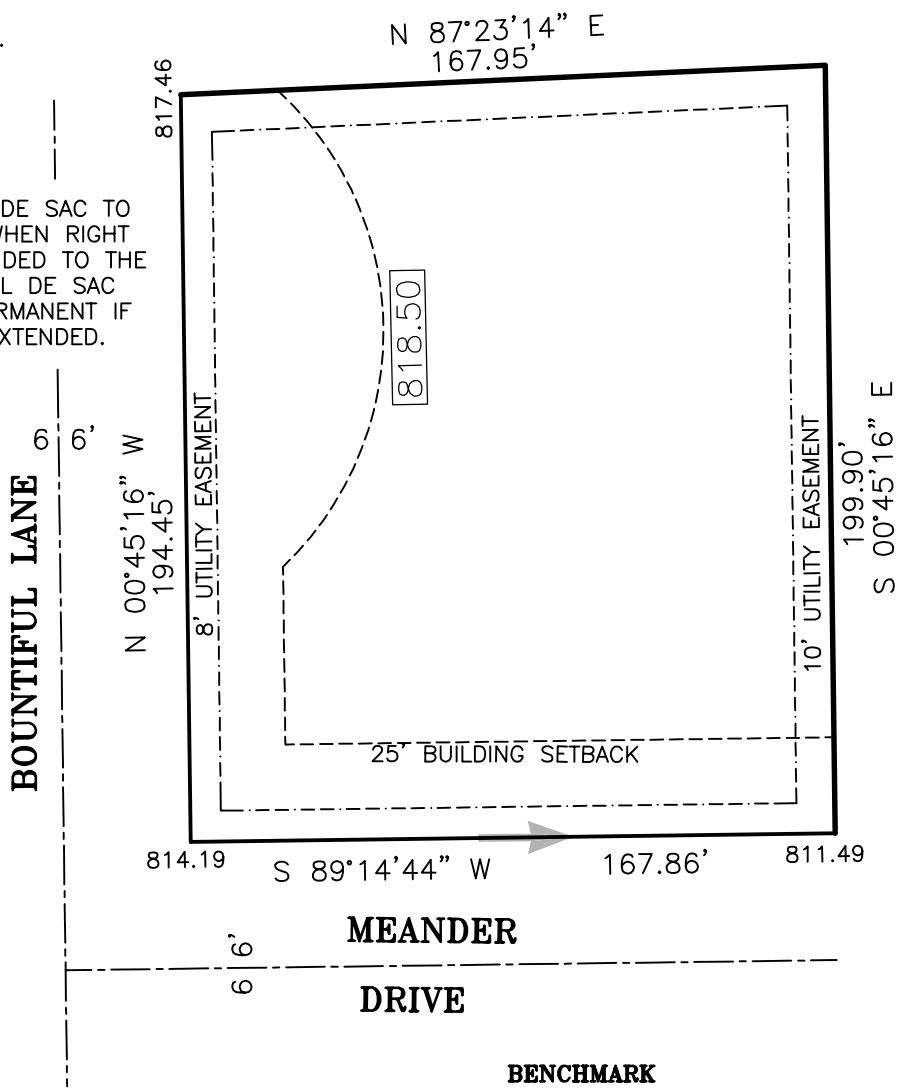 N 87°23'14" E
167.95'
817.46
DE SAC TO
WHEN RIGHT
DED TO THE
L DE SAC
RMANENT IF
XTENDED.
818.50
6 6'
BOUNTIFUL LANE
N 00°45'16" W
194.45'
8' UTILITY EASEMENT
10' UTILITY EASEMENT
199.90'
S 00°45'16" E
25' BUILDING SETBACK
814.19
S 89°14'44" W
167.86'
811.49
MEANDER
6 6'
DRIVE
BENCHMARK